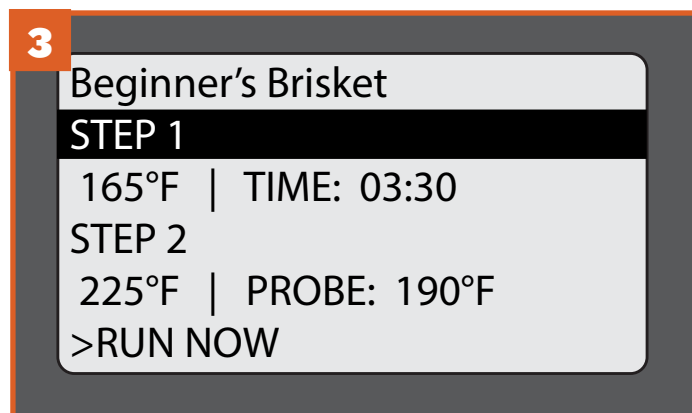 3
Beginner’s Brisket
STEP 1
165°F | TIME: 03:30
STEP 2
225°F | PROBE: 190°F
>RUN NOW